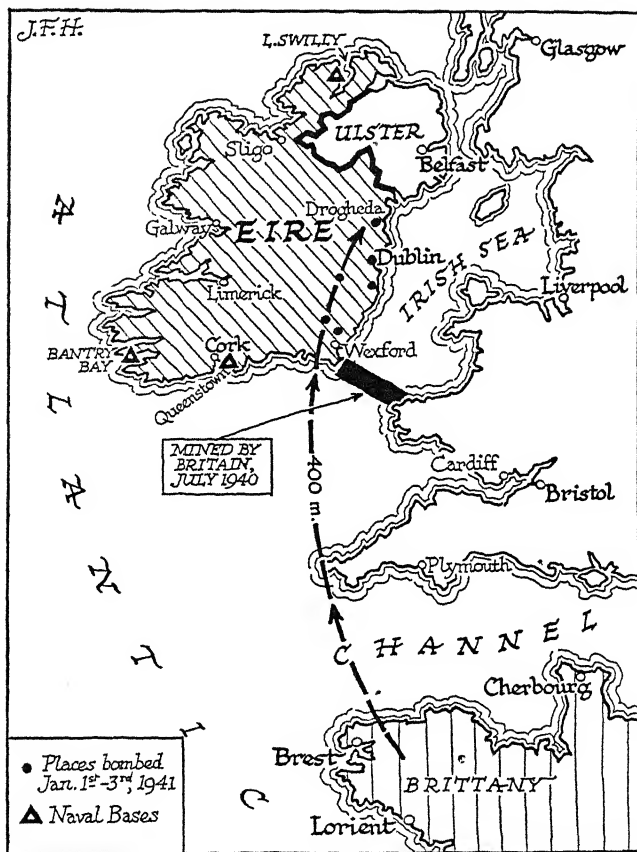 J.F.H.
L. SWILLY
Glasgow
ULSTER
Sligo
Belfast
Drogheda
Galway
EIRE
Dublin
IRISH SEA
Limerick
Liverpool
BANTRY
BAY
Cork
Wexford
Queenstown
MINED BY
BRITAIN,
JULY 1940
400 m.
Cardiff
Bristol
Plymouth
CHANNEL
Cherbourg
Brest
BRITTANY
Lorient
ATLANTIC
Places bombed
Jan. 1st-3rd, 1941
Naval Bases